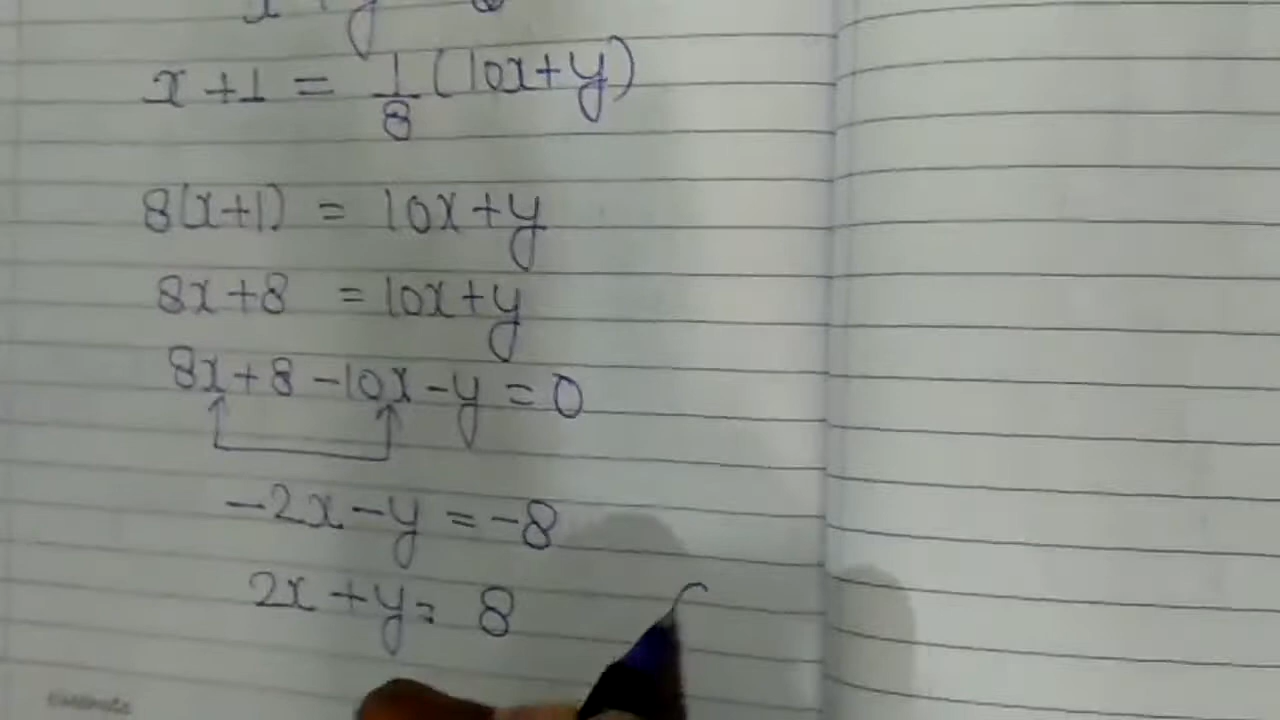 x+1 = 1/8 (10x+y)
8(x+1) = 10x+y
8x+8 = 10x+y
8x+8-10x-y=0
-2x-y=-8
2x+y= 8